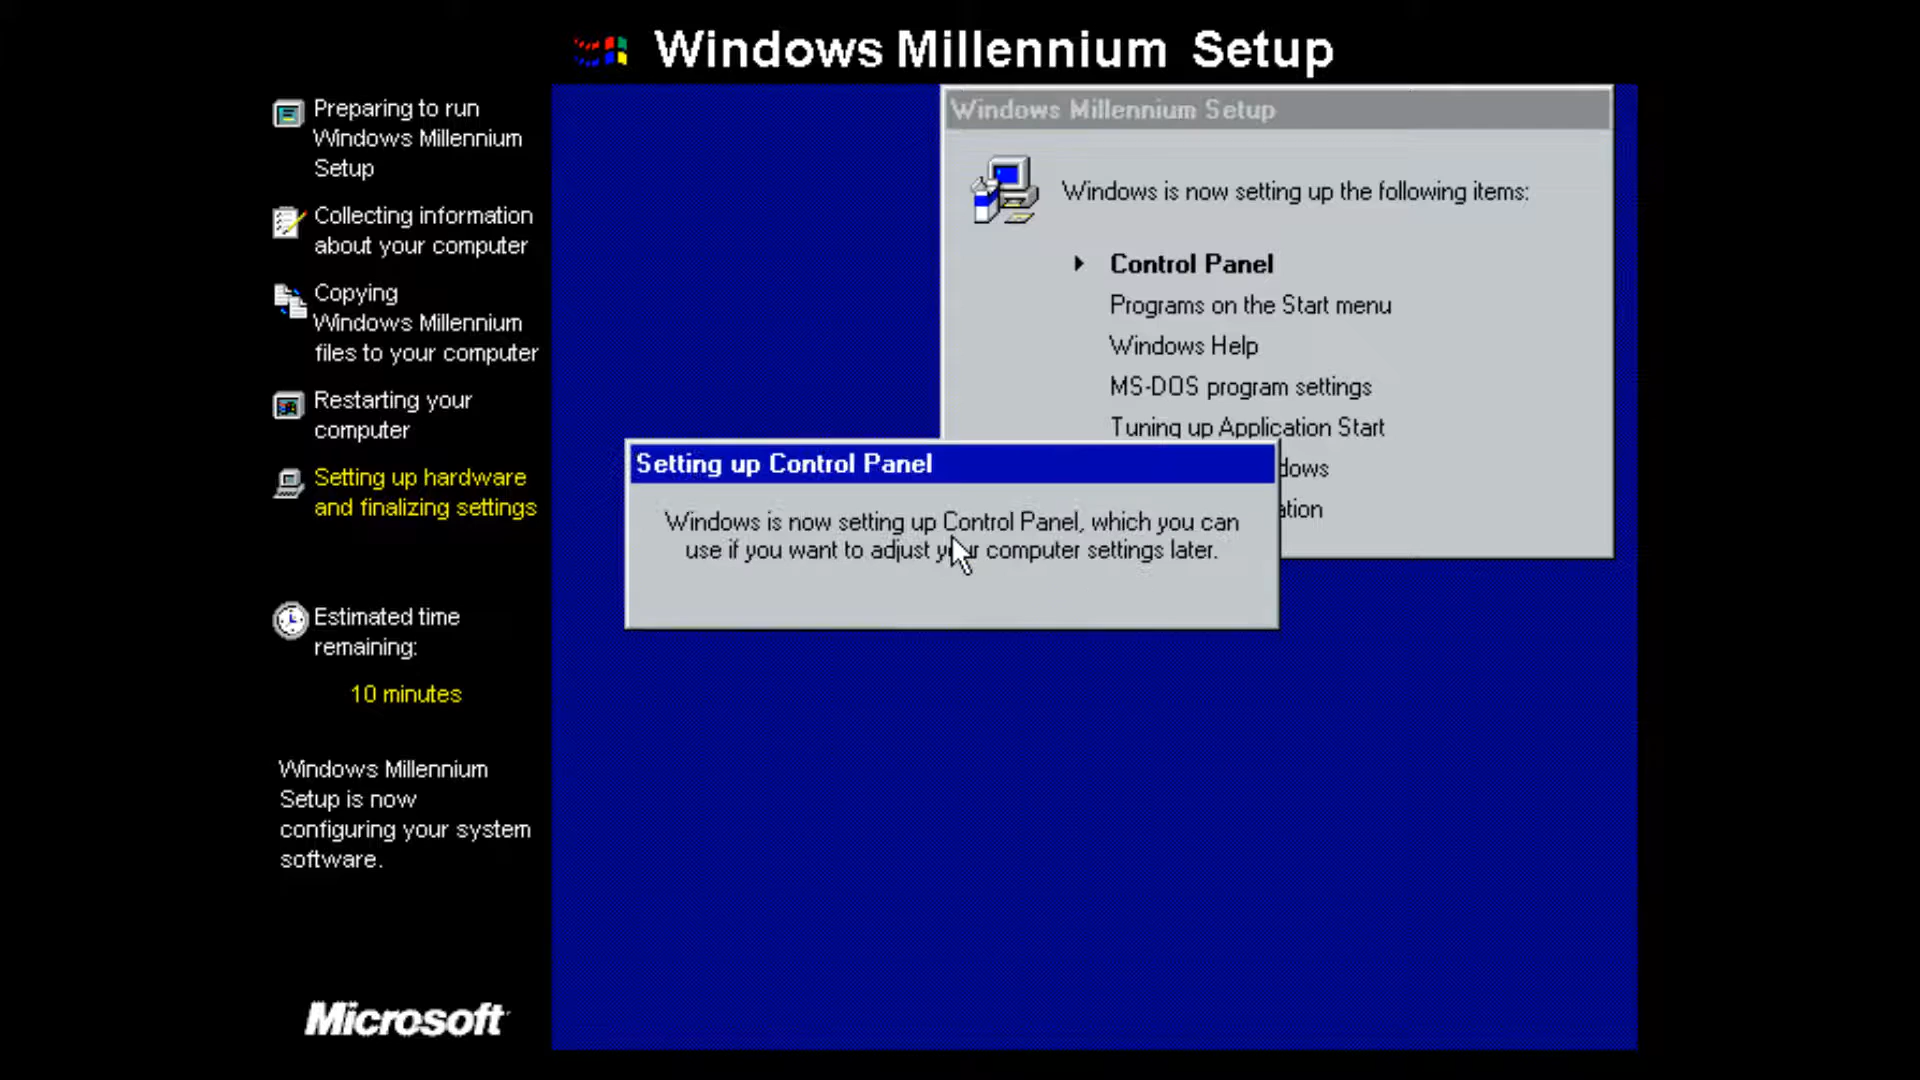 Windows Millennium Setup
Preparing to run
Windows Millennium
Setup
Collecting information
about your computer
Copying
Windows Millennium
files to your computer
Restarting your
computer
Setting up hardware
and finalizing settings
Estimated time
remaining:
10 minutes
Windows Millennium
Setup is now
configuring your system
software.
Microsoft
Windows Millennium Setup
Windows is now setting up the following items:
Control Panel
Programs on the Start menu
Windows Help
MS-DOS program settings
Tuning up Application Start
Setting up Control Panel
Windows is now setting up Control Panel, which you can
use if you want to adjust your computer settings later.